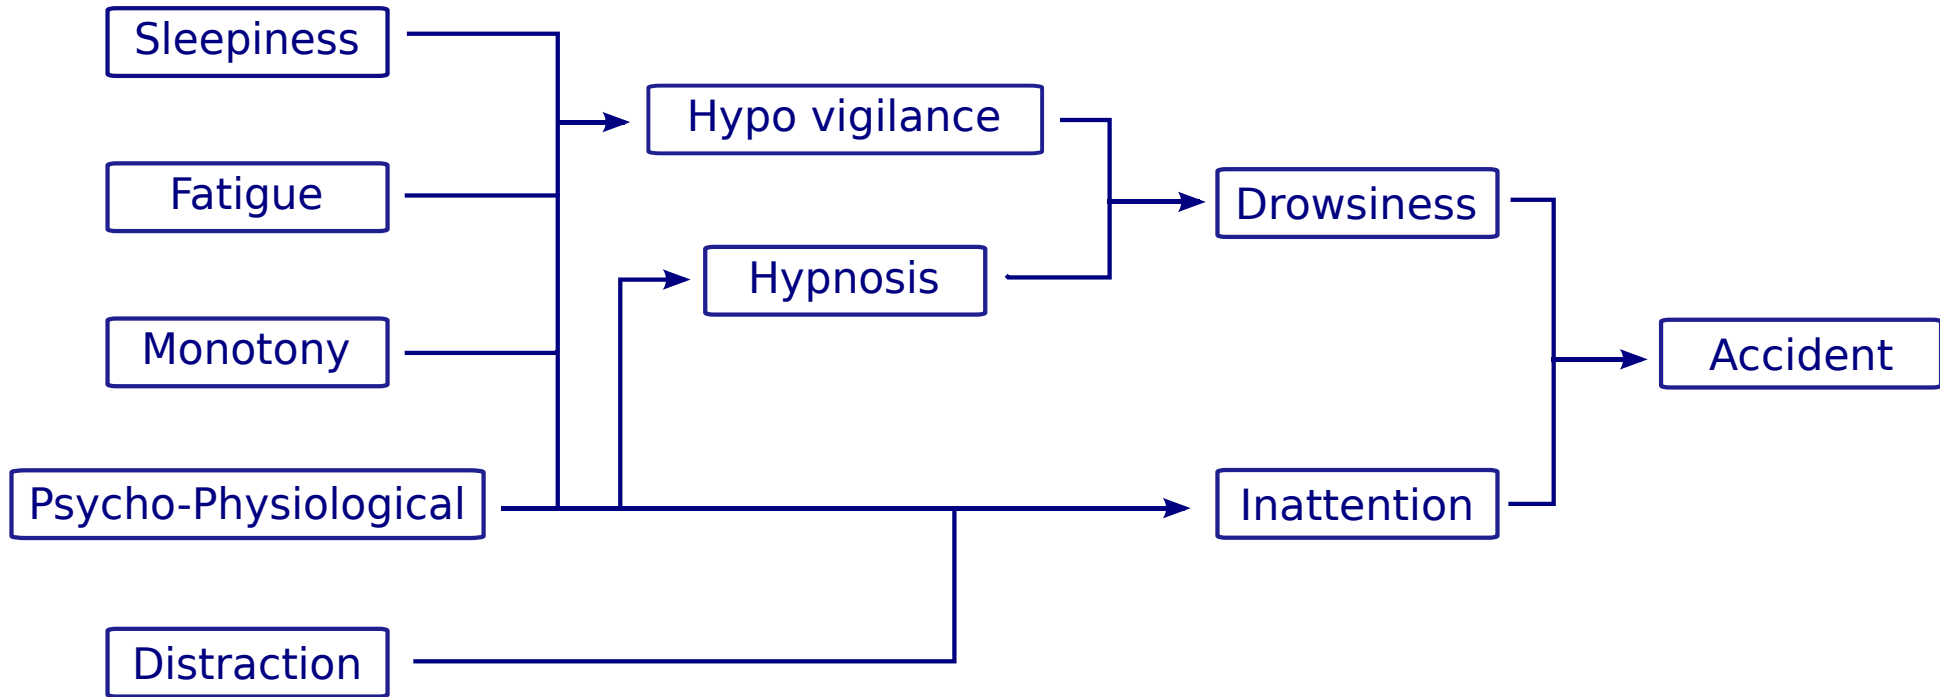 Sleepiness
Hypo vigilance
Fatigue
Drowsiness
Hypnosis
Monotony
Accident
Psycho-Physiological
Inattention
Distraction